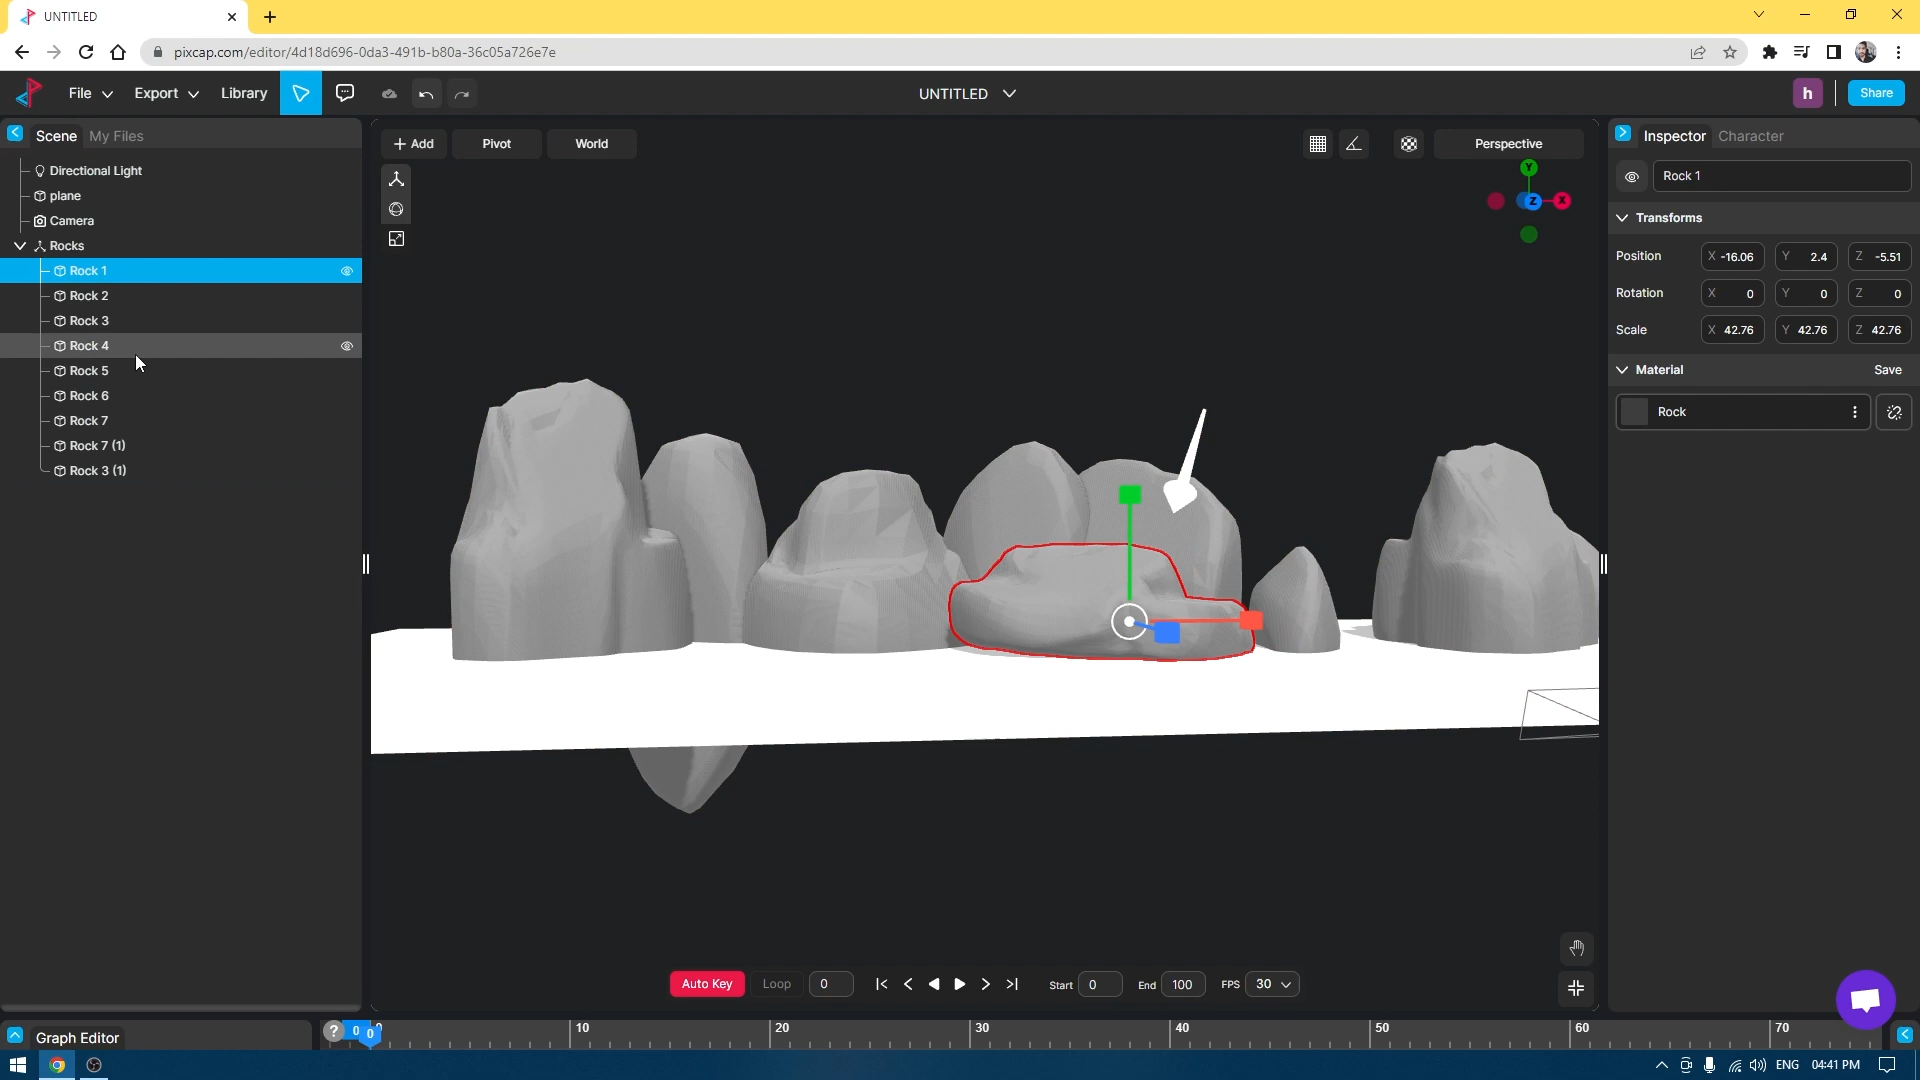 UNTITLED
pixcap.com/editor/4d18d696-0da3-491b-b80a-36c05a726e7e
File Export Library UNTITLED h Share
Scene My Files
+ Add Pivot World Perspective
Inspector Character
Directional Light
plane
Camera
Rocks
Rock 1
Rock 2
Rock 3
Rock 4
Rock 5
Rock 6
Rock 7
Rock 7 (1)
Rock 3 (1)
Y
Z X
Rock 1
Transforms
Position X -16.06 Y 2.4 Z -5.51
Rotation X 0 Y 0 Z 0
Scale X 42.76 Y 42.76 Z 42.76
Material Save
Rock
Auto Key Loop 0 Start 0 End 100 FPS 30
Graph Editor ? 0 0 10 20 30 40 50 60 70
ENG 04:41 PM